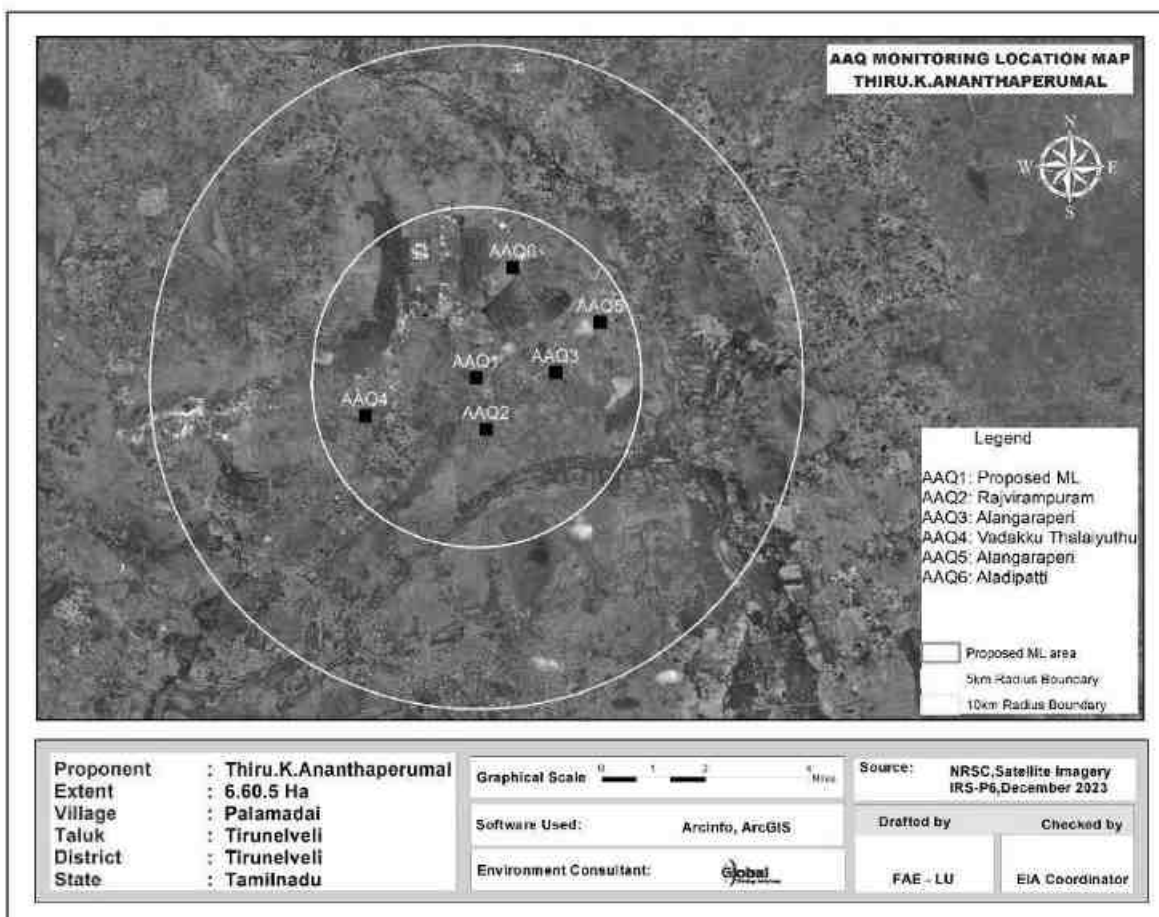 AAQ MONITORING LOCATION MAP
THIRU.K.ANANTHAPERUMAL
N
W E
S
AAQ6
AAQ5
AAQ3
AAQ1
AAQ4
AAQ2
Legend
AAQ1: Proposed ML
AAQ2: Rajvirampuram
AAQ3: Alangaraperi
AAQ4: Vadakku Thalaiyuthu
AAQ5: Alangaraperi
AAQ6: Aladipatti
Proposed ML area
5km Radius Boundary
10km Radius Boundary
Proponent : Thiru.K.Ananthaperumal
Extent : 6.60.5 Ha
Village : Palamadai
Taluk : Tirunelveli
District : Tirunelveli
State : Tamilnadu
Graphical Scale 0 1 2 4 Miles
Software Used: Arcinfo, ArcGIS
Environment Consultant: Global
Source: NRSC,Satellite Imagery
IRS-P6,December 2023
Drafted by Checked by
FAE - LU EIA Coordinator